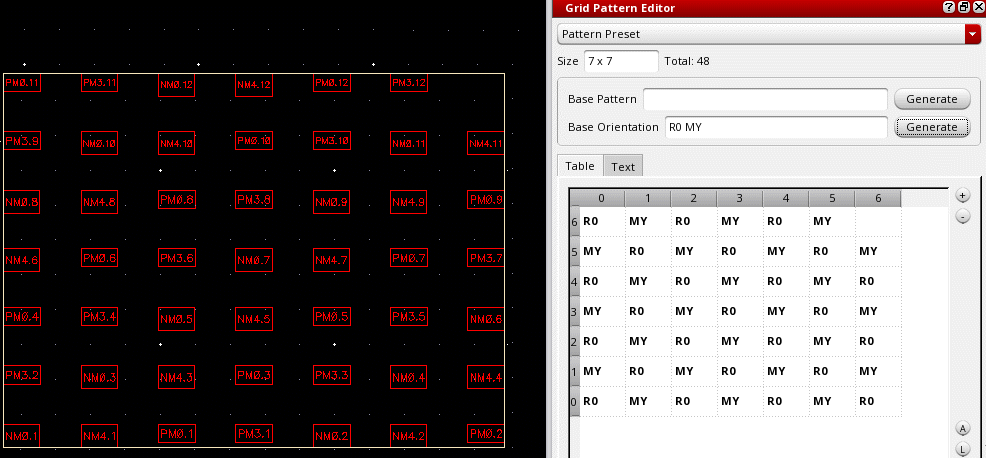 Grid Pattern Editor
Pattern Preset
Size 7 x 7 Total: 48
Base Pattern Generate
Base Orientation R0 MY Generate
Table Text
0 1 2 3 4 5 6
6 R0 MY R0 MY R0 MY
5 MY R0 MY R0 MY R0 MY
4 R0 MY R0 MY R0 MY R0
3 MY R0 MY R0 MY R0 MY
2 R0 MY R0 MY R0 MY R0
1 MY R0 MY R0 MY R0 MY
0 R0 MY R0 MY R0 MY R0
+
-
A
L
PM0.11 PM3.11 NM0.12 NM4.12 PM0.12 PM3.12
PM3.9 NM0.10 NM4.10 PM0.10 PM3.10 NM0.11 NM4.11
NM0.8 NM4.8 PM0.8 PM3.8 NM0.9 NM4.9 PM0.9
NM4.6 PM0.6 PM3.6 NM0.7 NM4.7 PM0.7 PM3.7
PM0.4 PM3.4 NM0.5 NM4.5 PM0.5 PM3.5 NM0.6
PM3.2 NM0.3 NM4.3 PM0.3 PM3.3 NM0.4 NM4.4
NM0.1 NM4.1 PM0.1 PM3.1 NM0.2 NM4.2 PM0.2